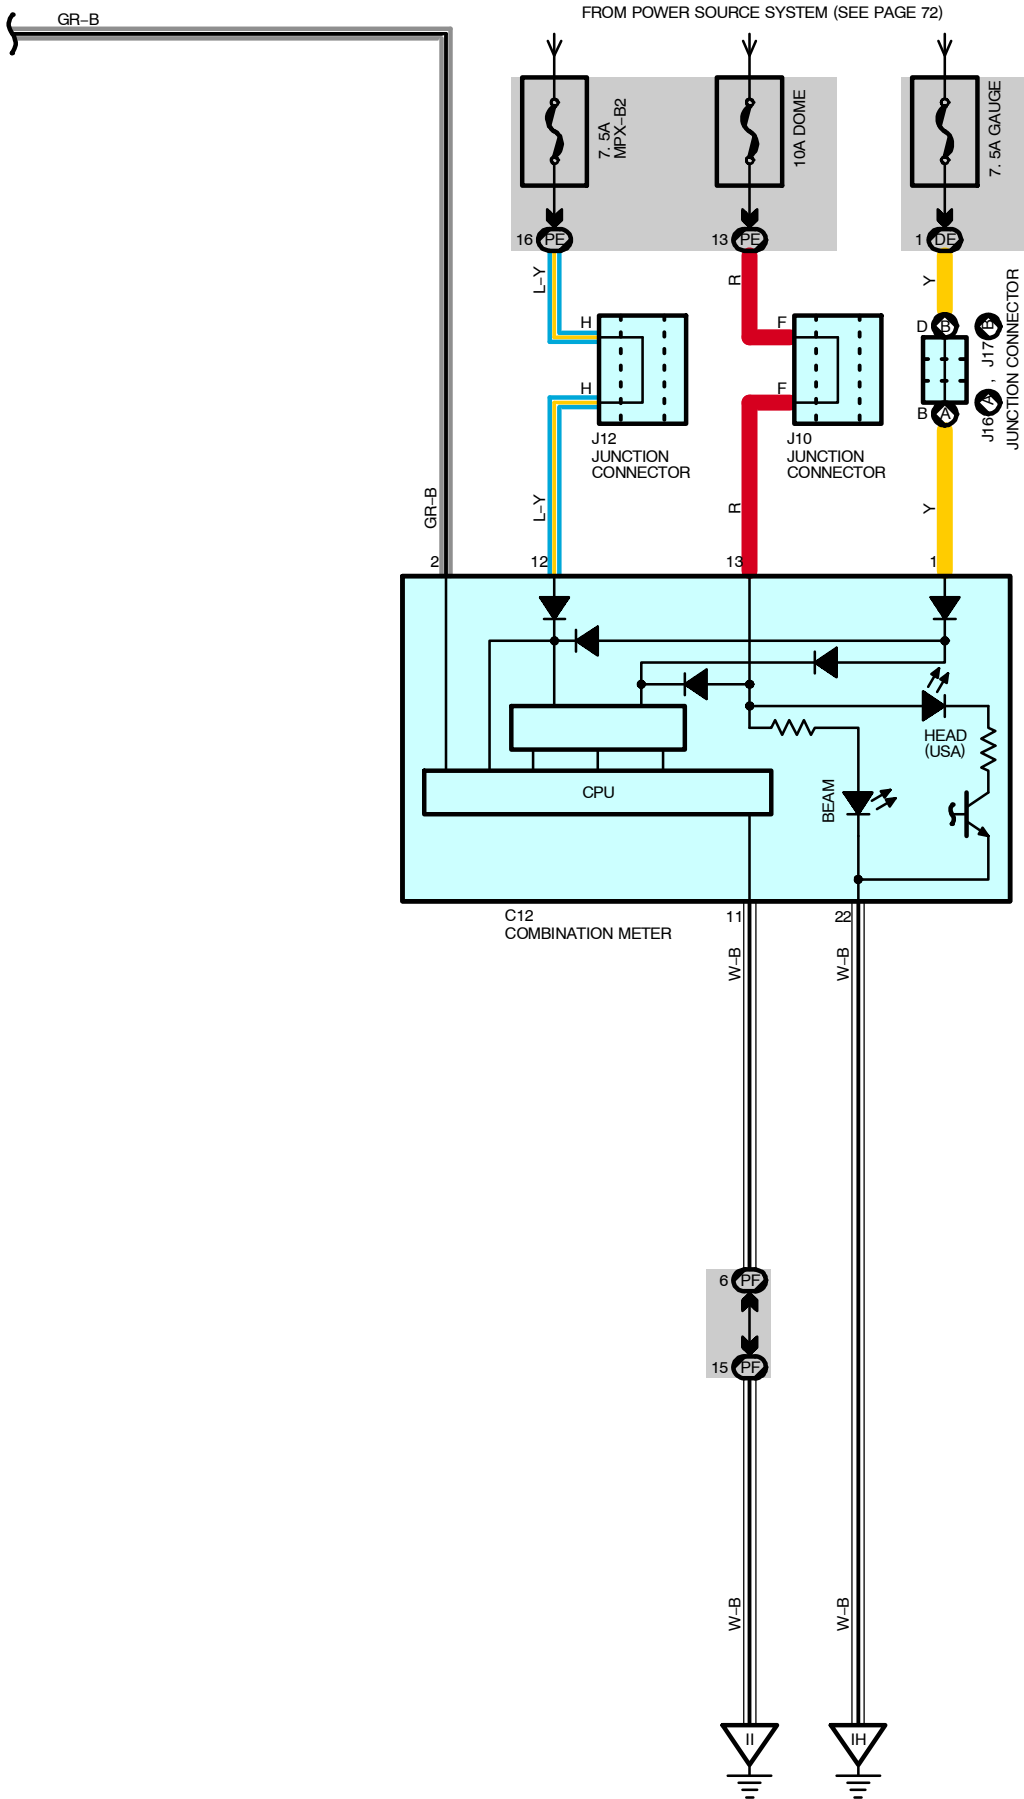 FROM POWER SOURCE SYSTEM (SEE PAGE 72)
GR–B
7. 5A
MPX–B2
10A DOME
7. 5A GAUGE
16 PE
13 PE
1 DE
L–Y
R
Y
H
H
F
F
D B
B A
J16 A , J17 B
JUNCTION CONNECTOR
J12
JUNCTION
CONNECTOR
J10
JUNCTION
CONNECTOR
GR–B
L–Y
R
Y
2
12
13
1
HEAD
(USA)
BEAM
CPU
C12
COMBINATION METER
11
22
W–B
W–B
6 PF
15 PF
W–B
W–B
II
IH